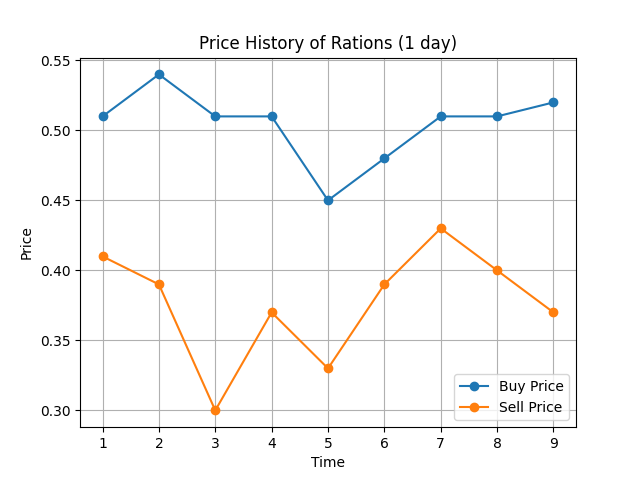 Price History of Rations (1 day)
0.55
0.50
0.45
0.40
0.35
0.30
Price
1 2 3 4 5 6 7 8 9
Time
Buy Price
Sell Price